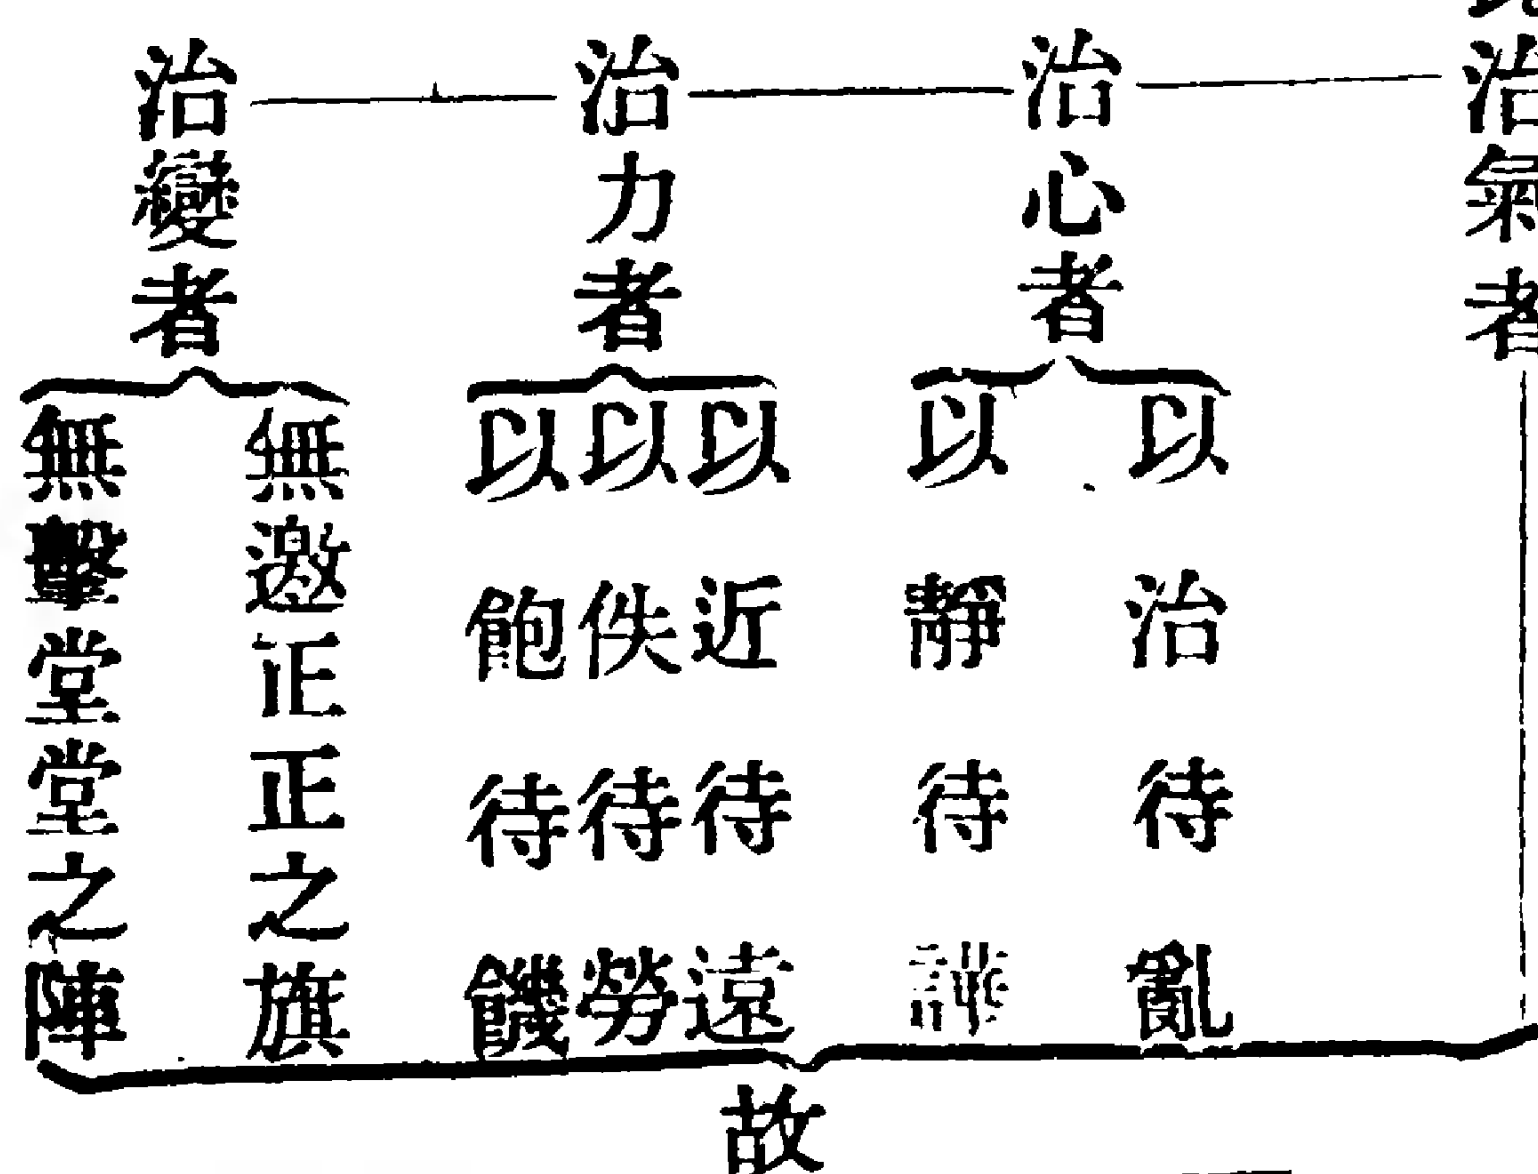 治氣者
治心者
以治待亂
以靜待譁
治力者
以近待遠
以佚待勞
以飽待饑
治變者
無邀正正之旗
無擊堂堂之陣
故